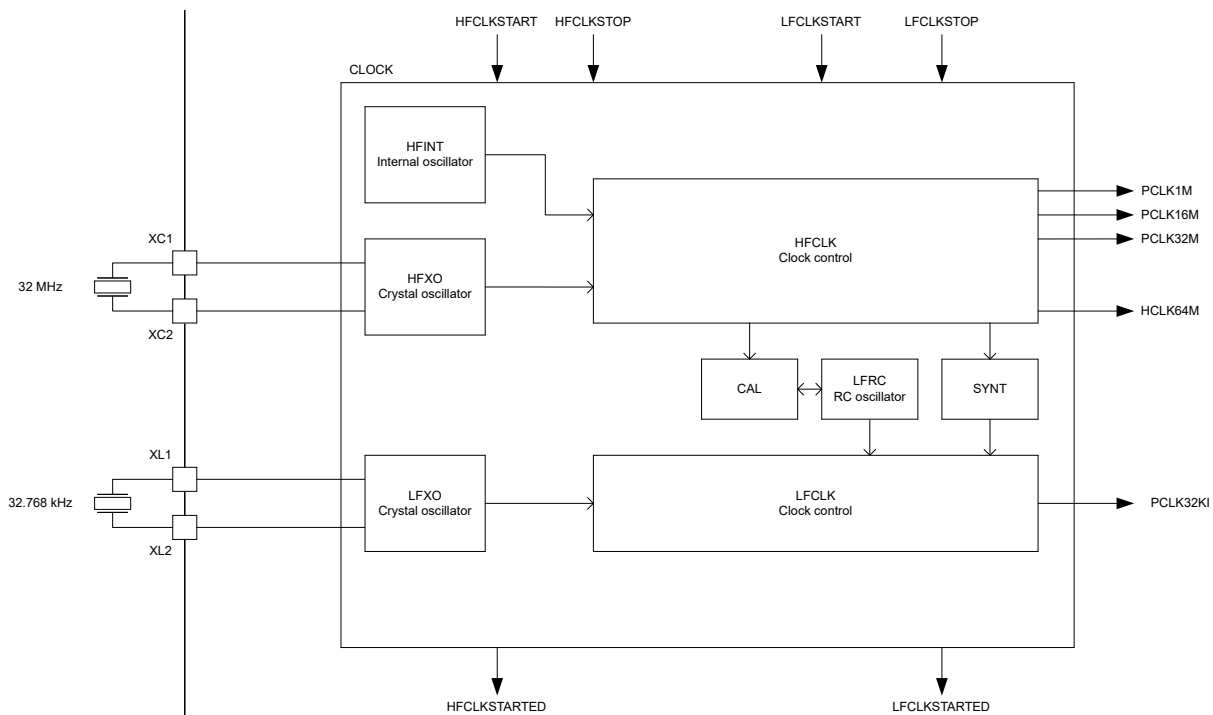 HFCLKSTART
HFCLKSTOP
LFCLKSTART
LFCLKSTOP
CLOCK
HFINT
Internal oscillator
PCLK1M
PCLK16M
PCLK32M
HFCLK
Clock control
XC1
32 MHz
XC2
HFXO
Crystal oscillator
HCLK64M
CAL
LFRC
RC oscillator
SYNT
XL1
32.768 kHz
XL2
LFXO
Crystal oscillator
LFCLK
Clock control
PCLK32KI
HFCLKSTARTED
LFCLKSTARTED